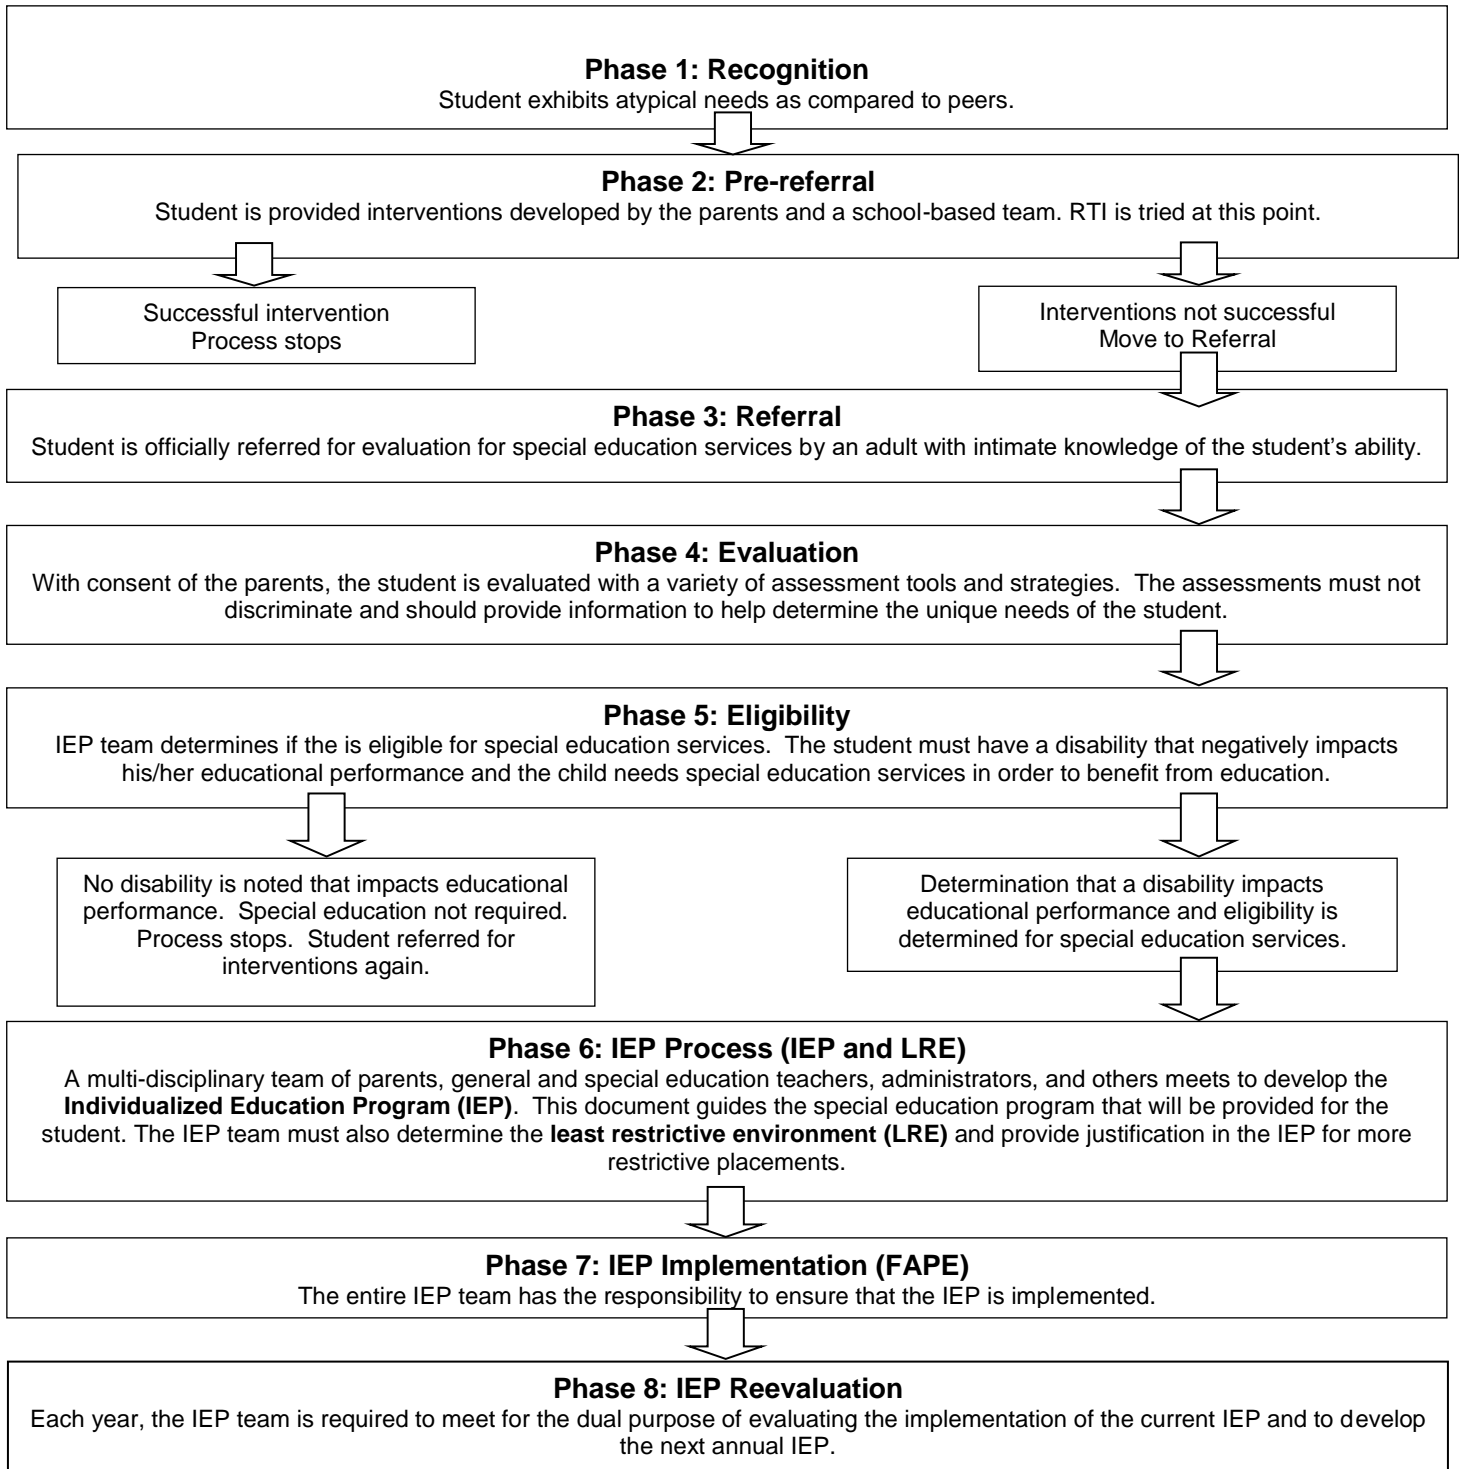 Phase 1: Recognition
Student exhibits atypical needs as compared to peers.
Phase 2: Pre-referral
Student is provided interventions developed by the parents and a school-based team. RTI is tried at this point.
Successful intervention
Process stops
Interventions not successful
Move to Referral
Phase 3: Referral
Student is officially referred for evaluation for special education services by an adult with intimate knowledge of the student’s ability.
Phase 4: Evaluation
With consent of the parents, the student is evaluated with a variety of assessment tools and strategies.  The assessments must not
discriminate and should provide information to help determine the unique needs of the student.
Phase 5: Eligibility
IEP team determines if the is eligible for special education services.  The student must have a disability that negatively impacts
his/her educational performance and the child needs special education services in order to benefit from education.
No disability is noted that impacts educational
performance.  Special education not required.
Process stops.  Student referred for
interventions again.
Determination that a disability impacts
educational performance and eligibility is
determined for special education services.
Phase 6: IEP Process (IEP and LRE)
A multi-disciplinary team of parents, general and special education teachers, administrators, and others meets to develop the
Individualized Education Program (IEP).  This document guides the special education program that will be provided for the
student. The IEP team must also determine the least restrictive environment (LRE) and provide justification in the IEP for more
restrictive placements.
Phase 7: IEP Implementation (FAPE)
The entire IEP team has the responsibility to ensure that the IEP is implemented.
Phase 8: IEP Reevaluation
Each year, the IEP team is required to meet for the dual purpose of evaluating the implementation of the current IEP and to develop
the next annual IEP.